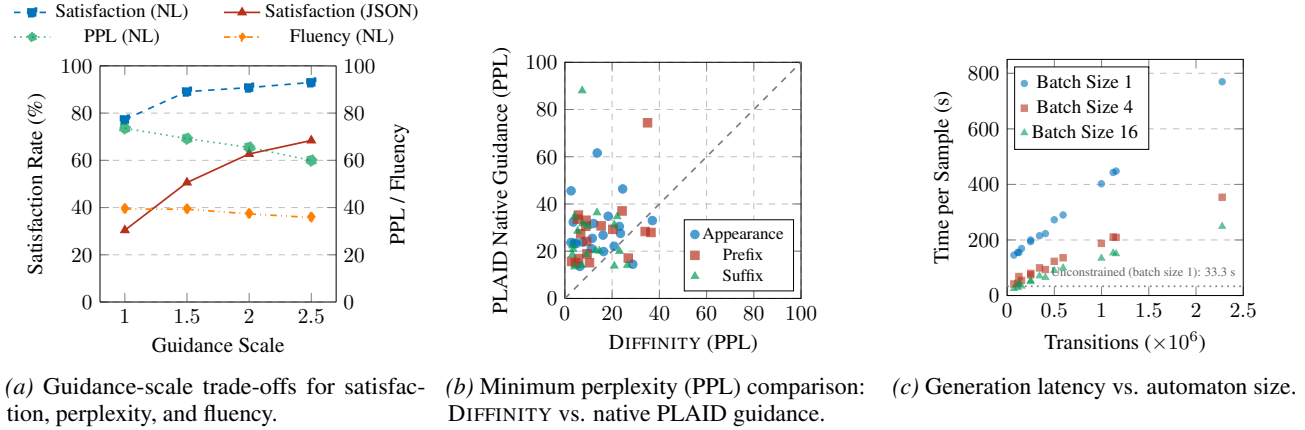 Satisfaction (NL)
Satisfaction (JSON)
PPL (NL)
Fluency (NL)
100
80
60
40
20
0
Satisfaction Rate (%)
1
1.5
2
2.5
Guidance Scale
100
80
60
40
20
0
PPL / Fluency
(a) Guidance-scale trade-offs for satisfac-
tion, perplexity, and fluency.
100
80
60
40
20
0
PLAID Native Guidance (PPL)
0
20
40
60
80
100
DIFFINITY (PPL)
Appearance
Prefix
Suffix
(b) Minimum perplexity (PPL) comparison:
DIFFINITY vs. native PLAID guidance.
800
600
400
200
0
Time per Sample (s)
Batch Size 1
Batch Size 4
Batch Size 16
Unconstrained (batch size 1): 33.3 s
0
0.5
1
1.5
2
2.5
Transitions (×10⁶)
(c) Generation latency vs. automaton size.